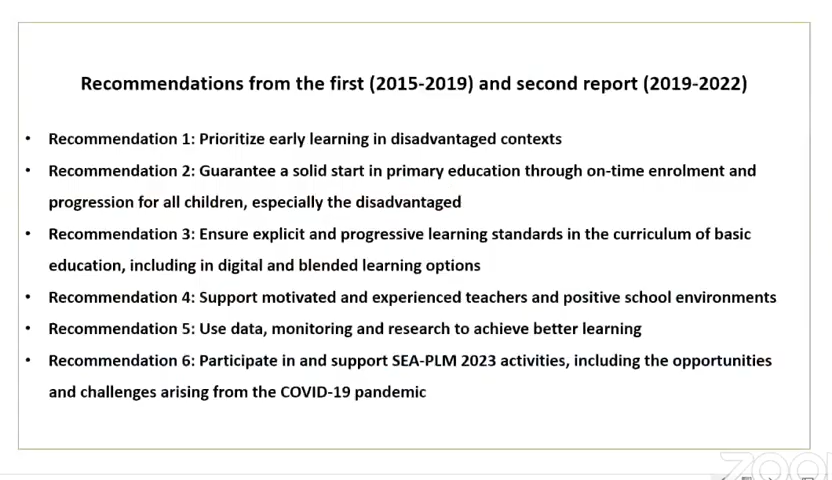 Recommendations from the first (2015-2019) and second report (2019-2022)
• Recommendation 1: Prioritize early learning in disadvantaged contexts
• Recommendation 2: Guarantee a solid start in primary education through on-time enrolment and
progression for all children, especially the disadvantaged
• Recommendation 3: Ensure explicit and progressive learning standards in the curriculum of basic
education, including in digital and blended learning options
• Recommendation 4: Support motivated and experienced teachers and positive school environments
• Recommendation 5: Use data, monitoring and research to achieve better learning
• Recommendation 6: Participate in and support SEA-PLM 2023 activities, including the opportunities
and challenges arising from the COVID-19 pandemic
zoom